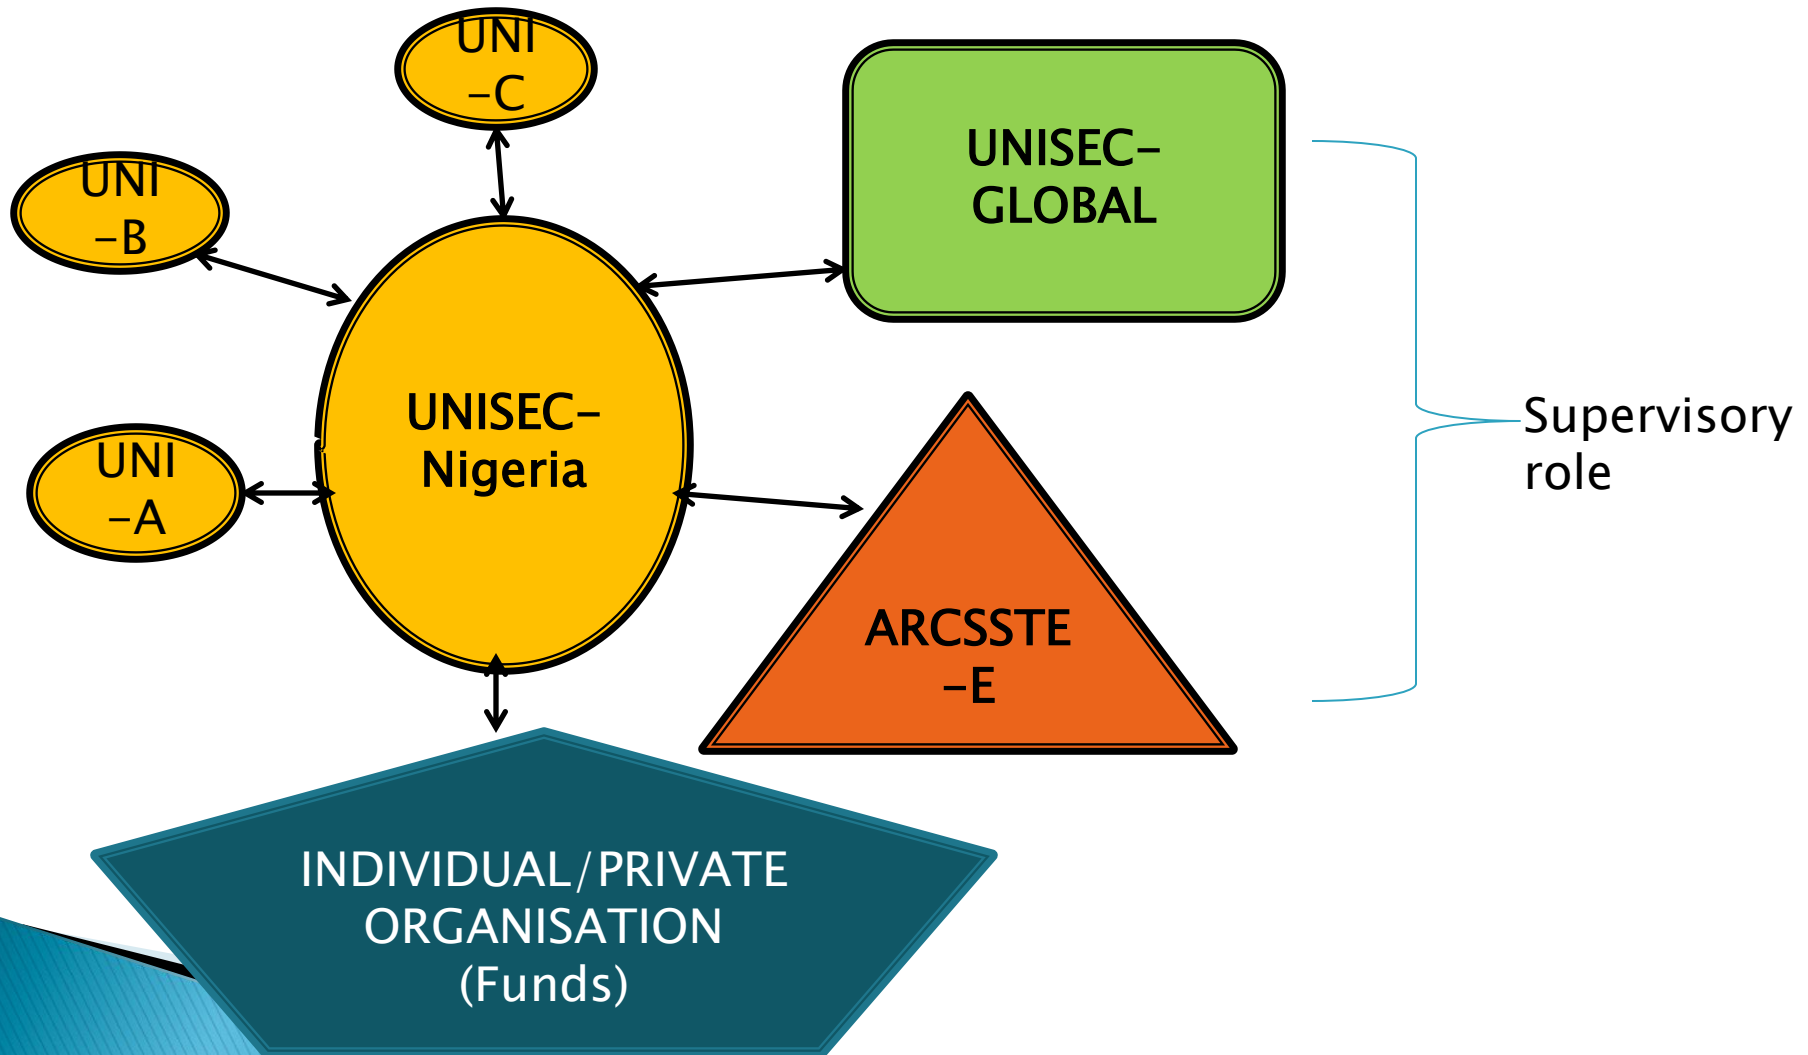 UNI
-C
UNI
-B
UNISEC-
GLOBAL
UNISEC-
Nigeria
Supervisory
role
UNI
-A
ARCSSTE
-E
INDIVIDUAL/PRIVATE
ORGANISATION
(Funds)